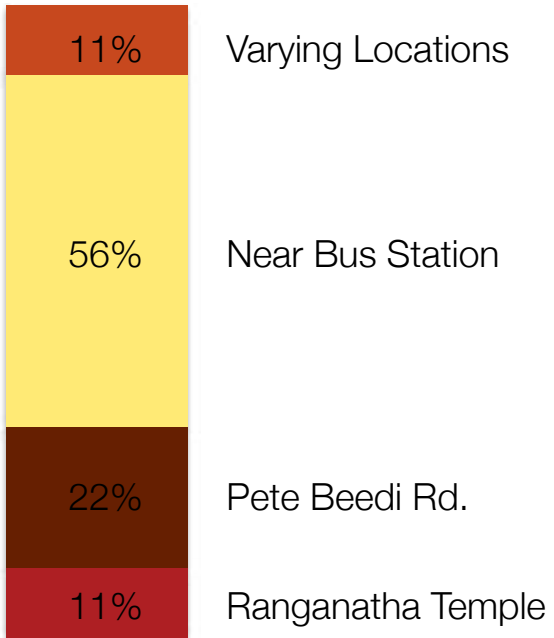 11% Varying Locations
56% Near Bus Station
22% Pete Beedi Rd.
11% Ranganatha Temple